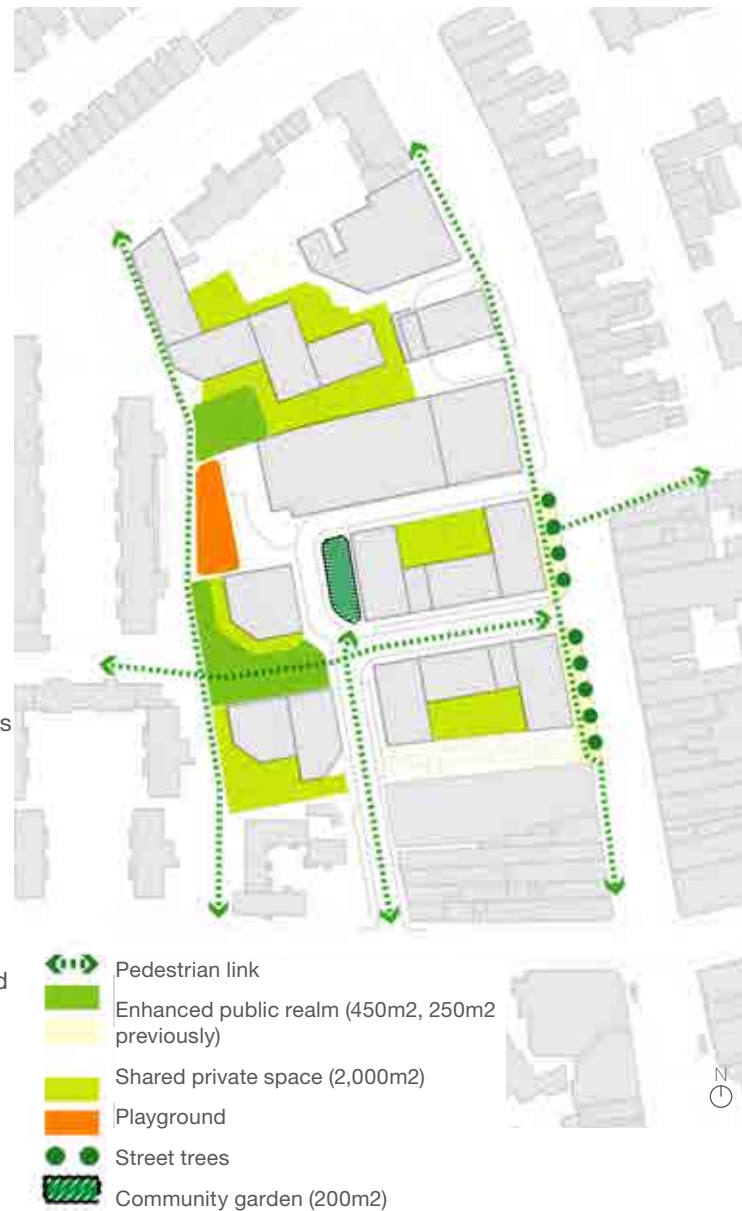 s
d
N
Pedestrian link
Enhanced public realm (450m2, 250m2
previously)
Shared private space (2,000m2)
Playground
Street trees
Community garden (200m2)